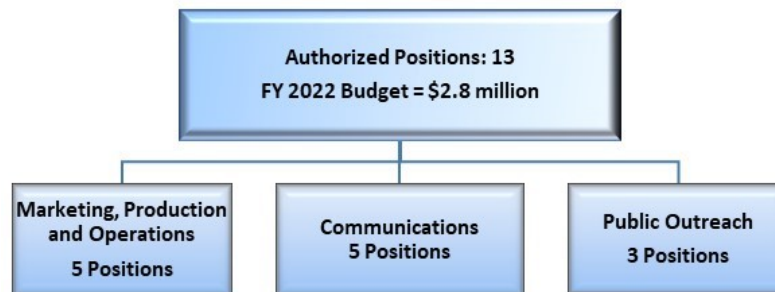 Authorized Positions: 13
FY 2022 Budget = $2.8 million
Marketing, Production
and Operations
5 Positions
Communications
5 Positions
Public Outreach
3 Positions